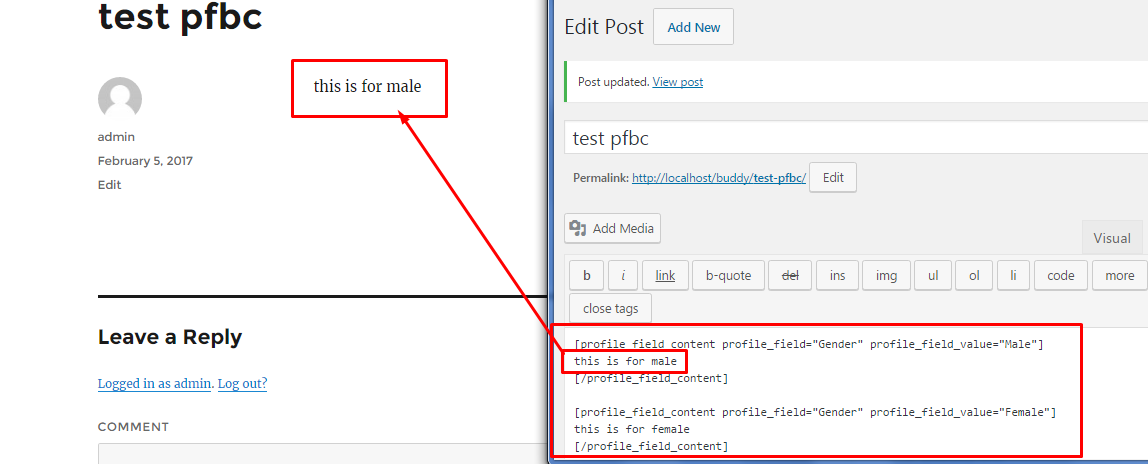 test pfbc
this is for male
admin
February 5, 2017
Edit
Leave a Reply
Logged in as admin. Log out?
COMMENT
Edit Post Add New
Post updated. View post
test pfbc
Permalink: http://localhost/buddy/test-pfbc/ Edit
Add Media
Visual
b i link b-quote del ins img ul ol li code more
close tags
[profile_field_content profile_field="Gender" profile_field_value="Male"]
this is for male
[/profile_field_content]
[profile_field_content profile_field="Gender" profile_field_value="Female"]
this is for female
[/profile_field_content]